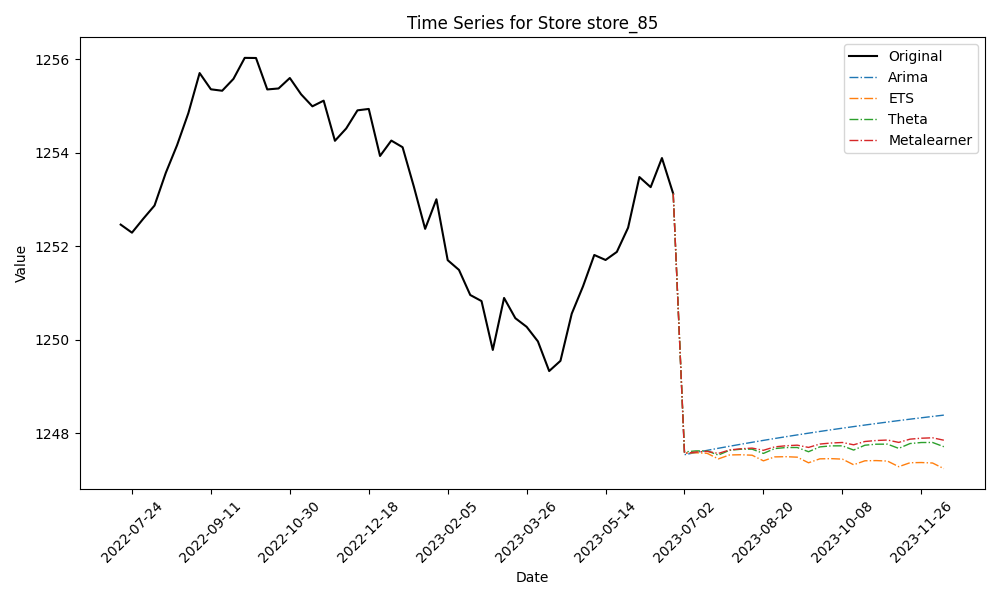 Time Series for Store store_85
Original
Arima
ETS
Theta
Metalearner
1256
1254
1252
1250
1248
Value
2022-07-24
2022-09-11
2022-10-30
2022-12-18
2023-02-05
2023-03-26
2023-05-14
2023-07-02
2023-08-20
2023-10-08
2023-11-26
Date